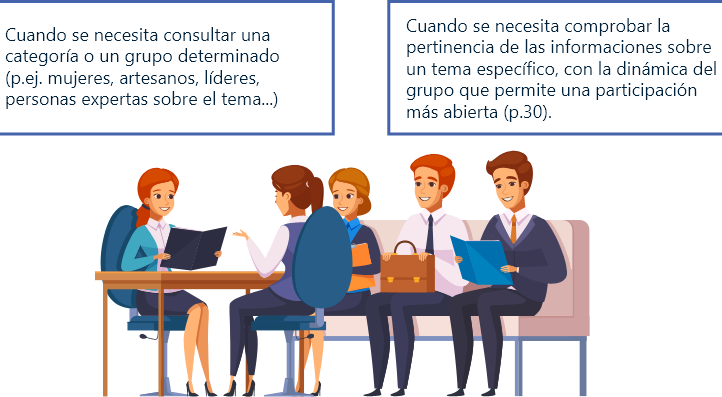 Cuando se necesita consultar una
categoría o un grupo determinado
(p.ej. mujeres, artesanos, líderes,
personas expertas sobre el tema...)
Cuando se necesita comprobar la
pertinencia de las informaciones sobre
un tema específico, con la dinámica del
grupo que permite una participación
más abierta (p.30).